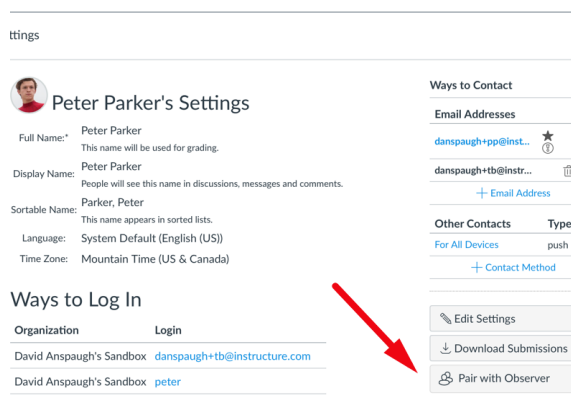 ttings
Peter Parker's Settings
Full Name:* Peter Parker
This name will be used for grading.
Display Name: Peter Parker
People will see this name in discussions, messages and comments.
Sortable Name: Parker, Peter
This name appears in sorted lists.
Language: System Default (English (US))
Time Zone: Mountain Time (US & Canada)
Ways to Log In
Organization Login
David Anspaugh's Sandbox danspaugh+tb@instructure.com
David Anspaugh's Sandbox peter
Ways to Contact
Email Addresses
danspaugh+pp@inst...
danspaugh+tb@instr...
+ Email Address
Other Contacts Type
For All Devices push
+ Contact Method
Edit Settings
Download Submissions
Pair with Observer